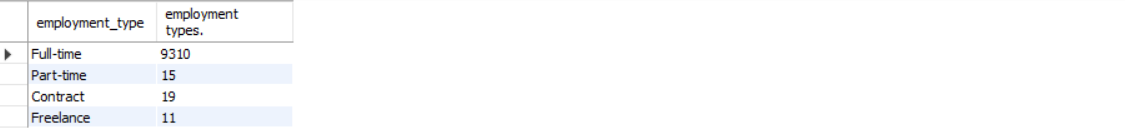 employment_type employment types.
Full-time 9310
Part-time 15
Contract 19
Freelance 11